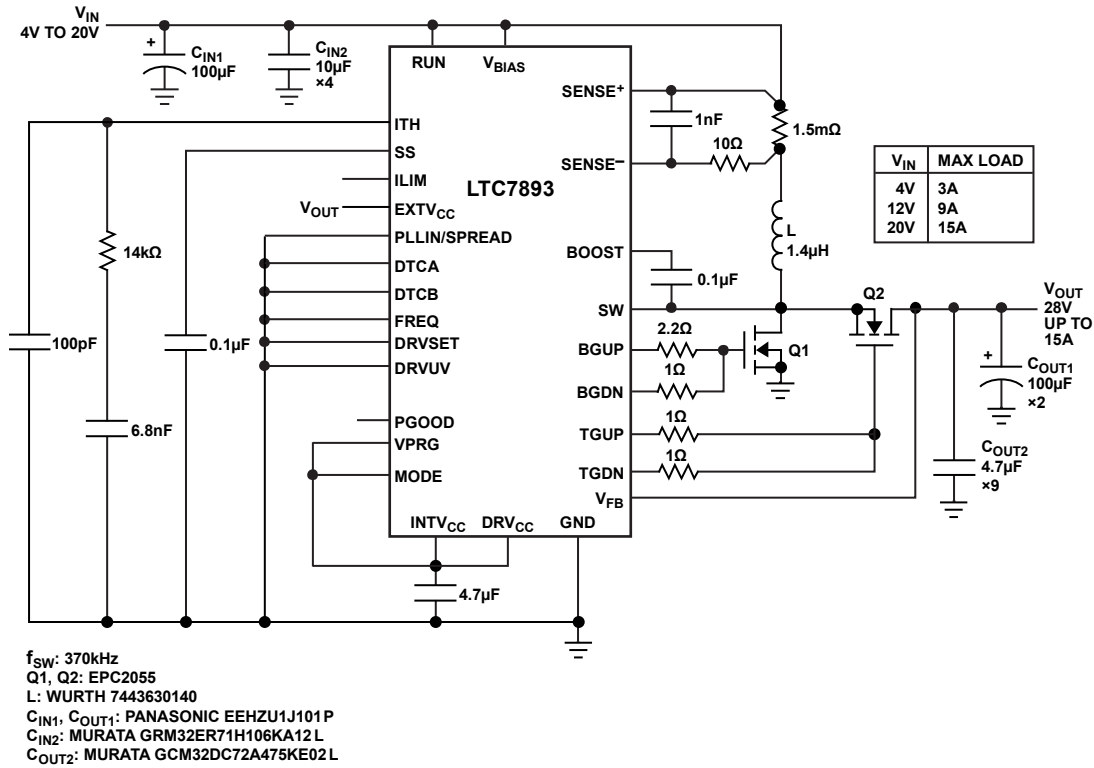 VIN
4V TO 20V
+
CIN1
100µF
CIN2
10µF
×4
RUN
VBIAS
SENSE+
1nF
1.5mΩ
10Ω
SENSE–
ITH
SS
ILIM
VOUT
EXTVCC
PLLIN/SPREAD
DTCA
DTCB
FREQ
DRVSET
DRVUV
PGOOD
VPRG
MODE
LTC7893
VIN MAX LOAD
4V 3A
12V 9A
20V 15A
L
1.4µH
BOOST
0.1µF
SW
Q2
VOUT
28V
UP TO
15A
2.2Ω
BGUP
Q1
1Ω
BGDN
1Ω
TGUP
1Ω
TGDN
VFB
+
COUT1
100µF
×2
COUT2
4.7µF
×9
14kΩ
100pF
0.1µF
6.8nF
INTVCC
DRVCC
GND
4.7µF
fSW: 370kHz
Q1, Q2: EPC2055
L: WURTH 7443630140
CIN1, COUT1: PANASONIC EEHZU1J101P
CIN2: MURATA GRM32ER71H106KA12L
COUT2: MURATA GCM32DC72A475KE02L